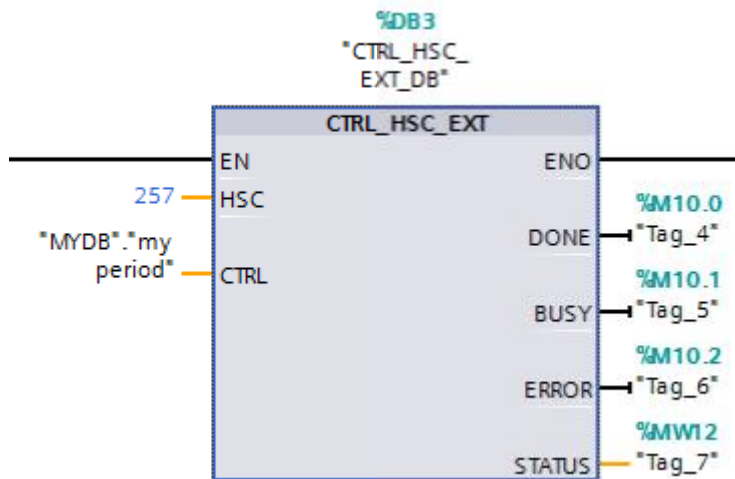 %DB3
"CTRL_HSC_
EXT_DB"
CTRL_HSC_EXT
EN
ENO
257
HSC
"MYDB"."my
period"
CTRL
%M10.0
DONE
"Tag_4"
%M10.1
BUSY
"Tag_5"
%M10.2
ERROR
"Tag_6"
%MW12
STATUS
"Tag_7"